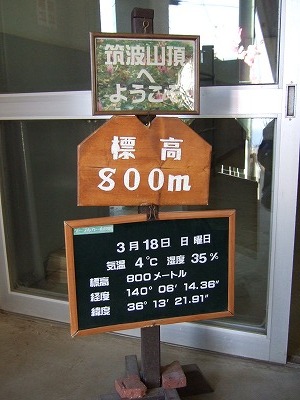 筑波山頂
へ
ようこそ
標高
800m
3月18日 日曜日
気温 4℃ 湿度 35%
標高 800メートル
経度 140° 06′ 14.36″
緯度 36° 13′ 21.91″